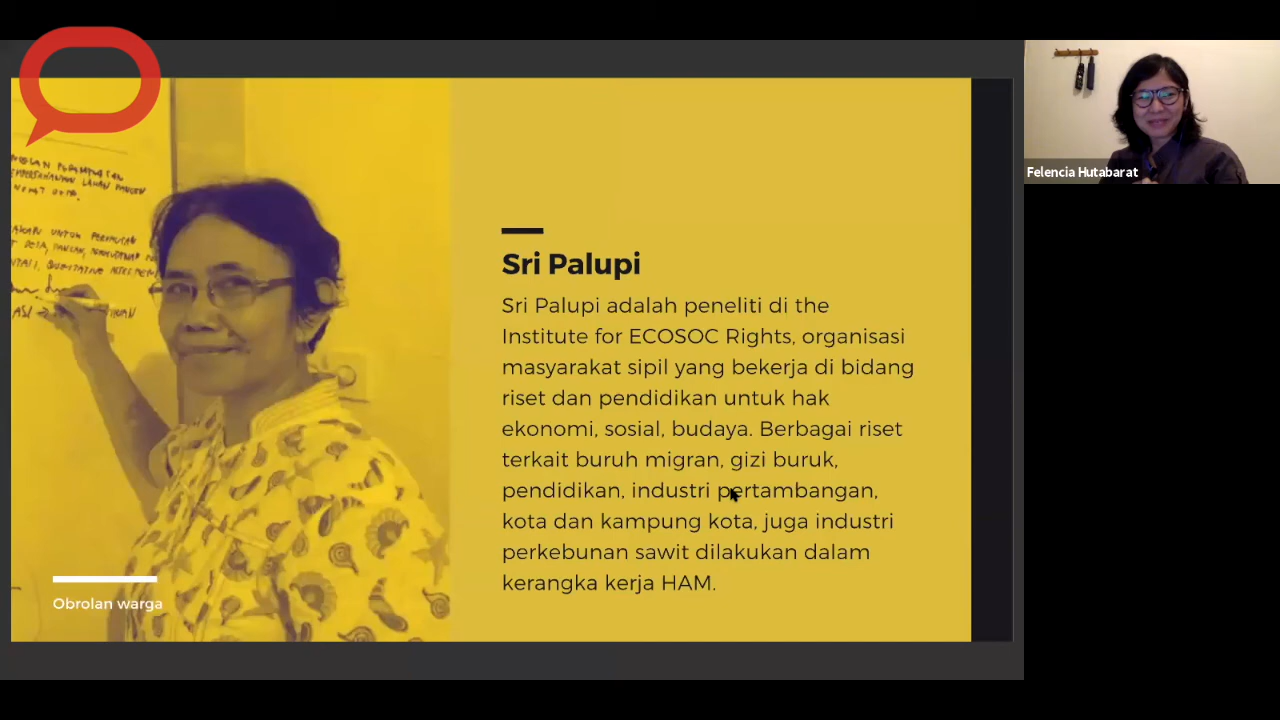 Sri Palupi
Sri Palupi adalah peneliti di the
Institute for ECOSOC Rights, organisasi
masyarakat sipil yang bekerja di bidang
riset dan pendidikan untuk hak
ekonomi, sosial, budaya. Berbagai riset
terkait buruh migran, gizi buruk,
pendidikan, industri pertambangan,
kota dan kampung kota, juga industri
perkebunan sawit dilakukan dalam
kerangka kerja HAM.
Obrolan warga
Felencia Hutabarat